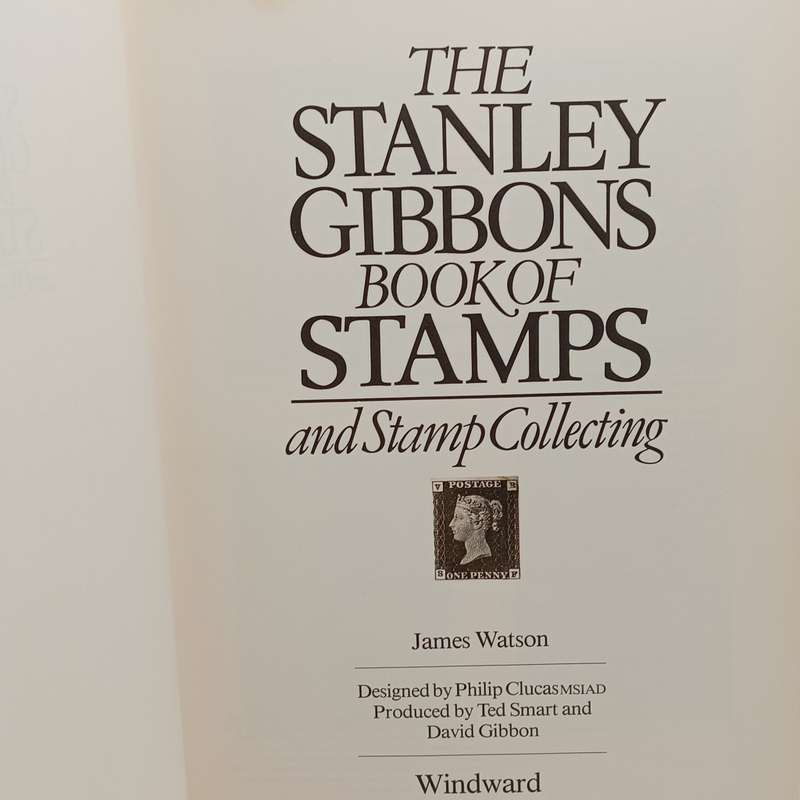 THE
STANLEY
GIBBONS
BOOK OF
STAMPS
and Stamp Collecting
V POSTAGE R
S ONE PENNY F
James Watson
Designed by Philip Clucas MSIAD
Produced by Ted Smart and
David Gibbon
Windward